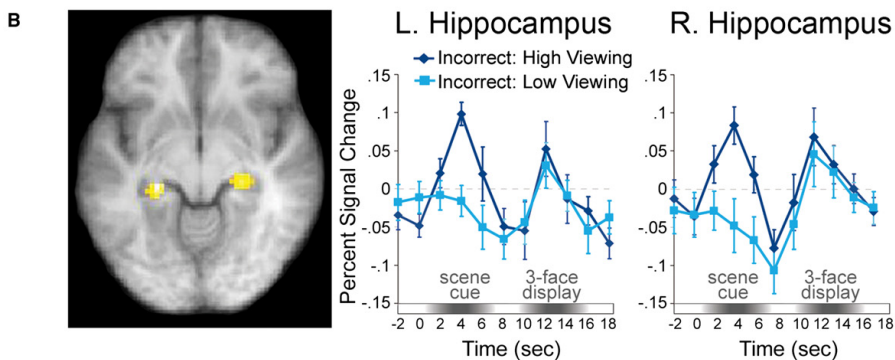 B
L. Hippocampus
R. Hippocampus
Incorrect: High Viewing
Incorrect: Low Viewing
Percent Signal Change
.15
.1
.05
0
-.05
-.1
-.15
scene
cue
3-face
display
-2 0 2 4 6 8 10 12 14 16 18
Time (sec)
.15
.1
.05
0
-.05
-.1
-.15
scene
cue
3-face
display
-2 0 2 4 6 8 10 12 14 16 18
Time (sec)